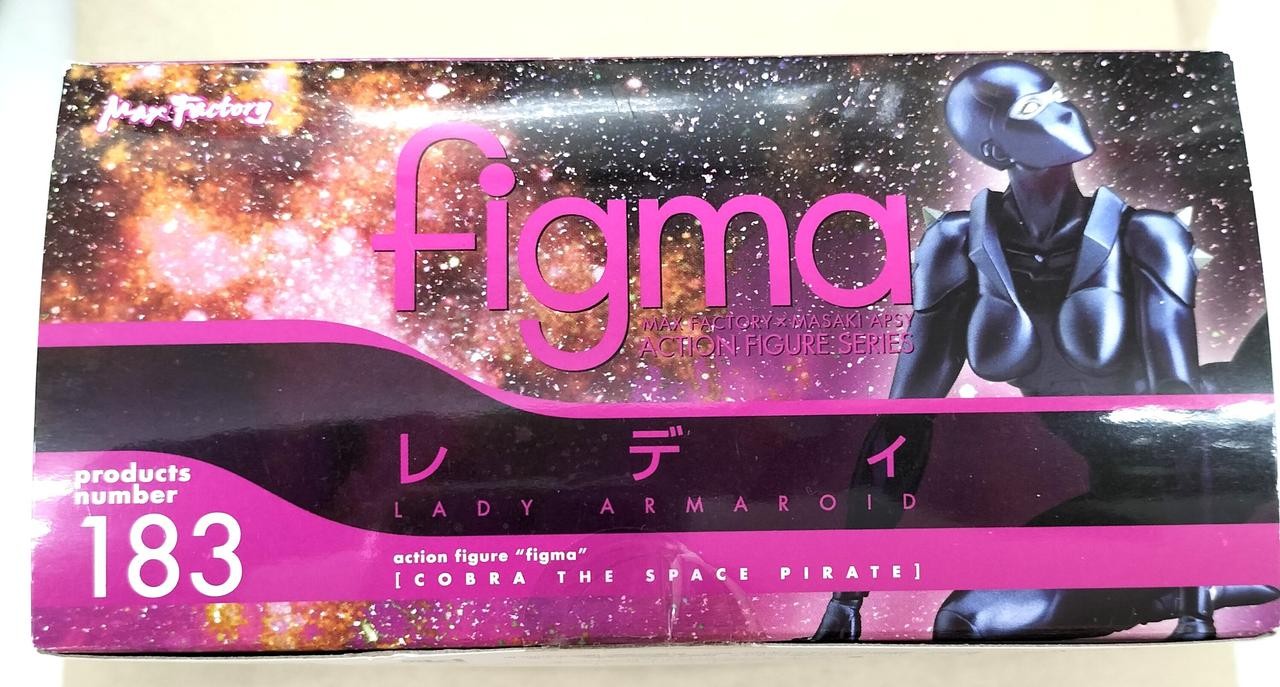 Max Factory
figma
MAX FACTORY×MASAKI APSY
ACTION FIGURE SERIES
レディ
LADY ARMAROID
products
number
183
action figure “figma”
[COBRA THE SPACE PIRATE]